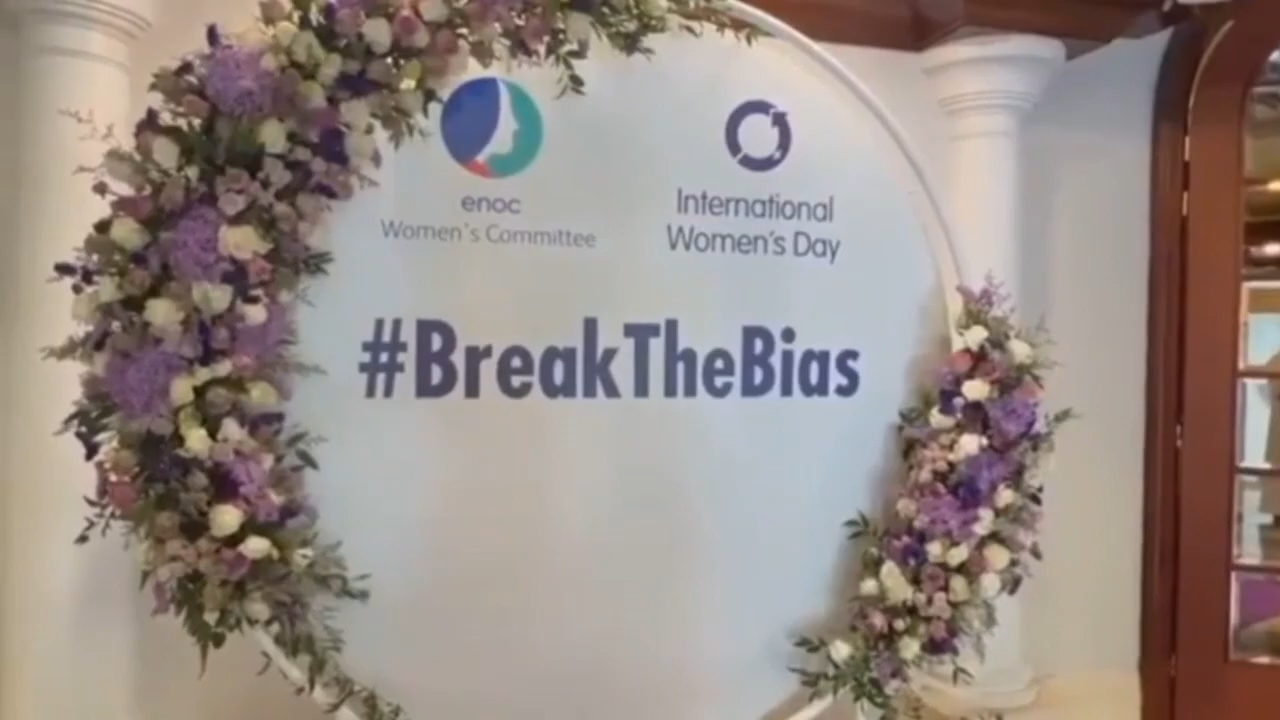 enoc
Women's Committee
International
Women's Day
#BreakTheBias